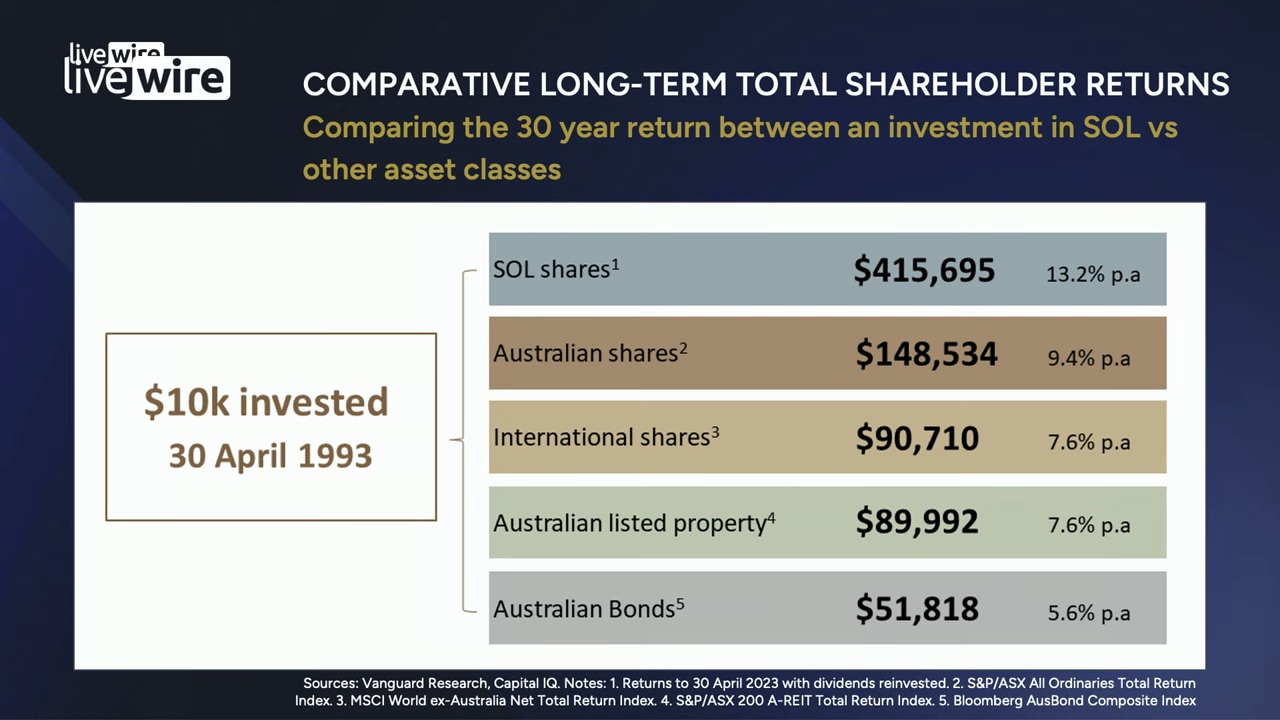 livewire
livewire
COMPARATIVE LONG-TERM TOTAL SHAREHOLDER RETURNS
Comparing the 30 year return between an investment in SOL vs
other asset classes
$10k invested
30 April 1993
SOL shares¹ $415,695 13.2% p.a
Australian shares² $148,534 9.4% p.a
International shares³ $90,710 7.6% p.a
Australian listed property⁴ $89,992 7.6% p.a
Australian Bonds⁵ $51,818 5.6% p.a
Sources: Vanguard Research, Capital IQ. Notes: 1. Returns to 30 April 2023 with dividends reinvested. 2. S&P/ASX All Ordinaries Total Return
Index. 3. MSCI World ex-Australia Net Total Return Index. 4. S&P/ASX 200 A-REIT Total Return Index. 5. Bloomberg AusBond Composite Index